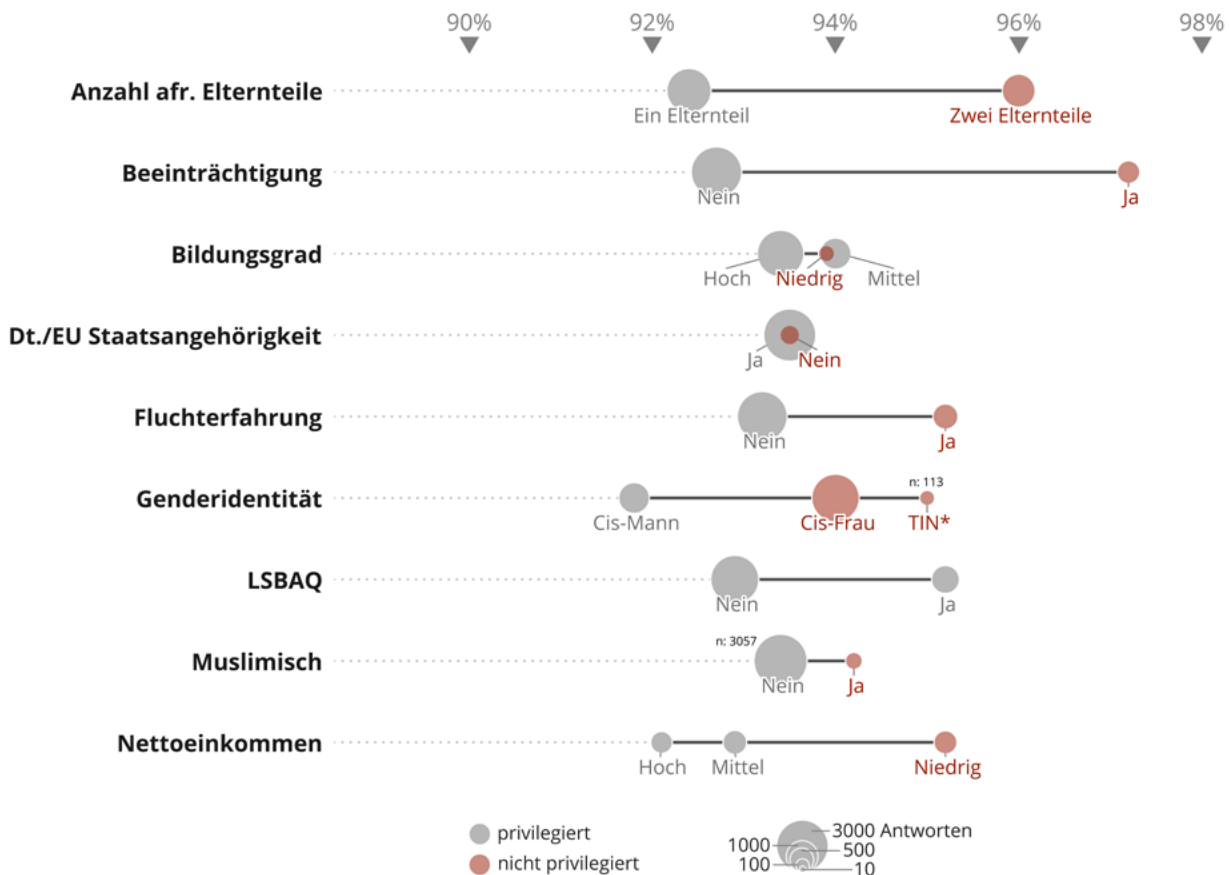 90% 92% 94% 96% 98%
Anzahl afr. Elternteile
Ein Elternteil Zwei Elternteile
Beeinträchtigung
Nein Ja
Bildungsgrad
Hoch Niedrig Mittel
Dt./EU Staatsangehörigkeit
Ja Nein
Fluchterfahrung
Nein Ja
n: 113
Genderidentität
Cis-Mann Cis-Frau TIN*
LSBAQ
Nein Ja
n: 3057
Muslimisch
Nein Ja
Nettoeinkommen
Hoch Mittel Niedrig
privilegiert
nicht privilegiert
3000 Antworten
1000 500
100 10